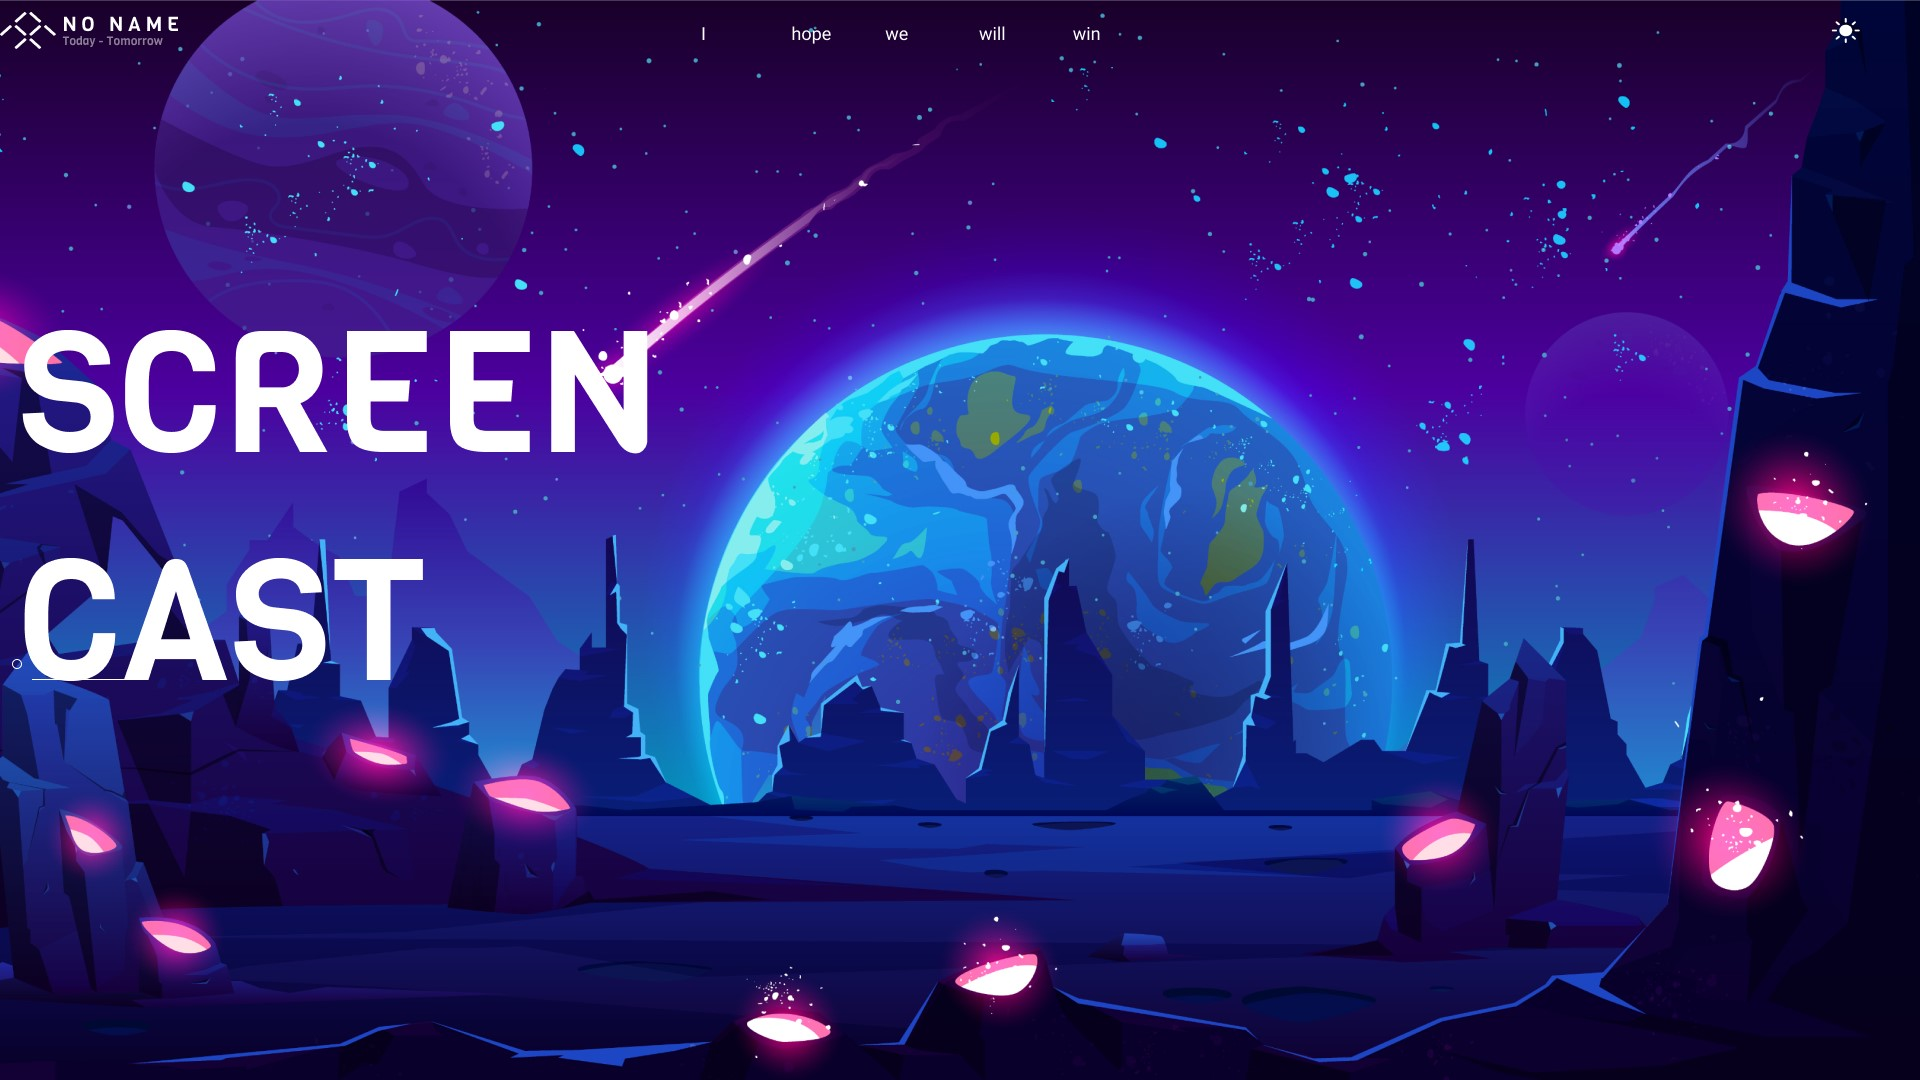 NO NAME
Today - Tomorrow
I hope we will win
SCREEN
CAST